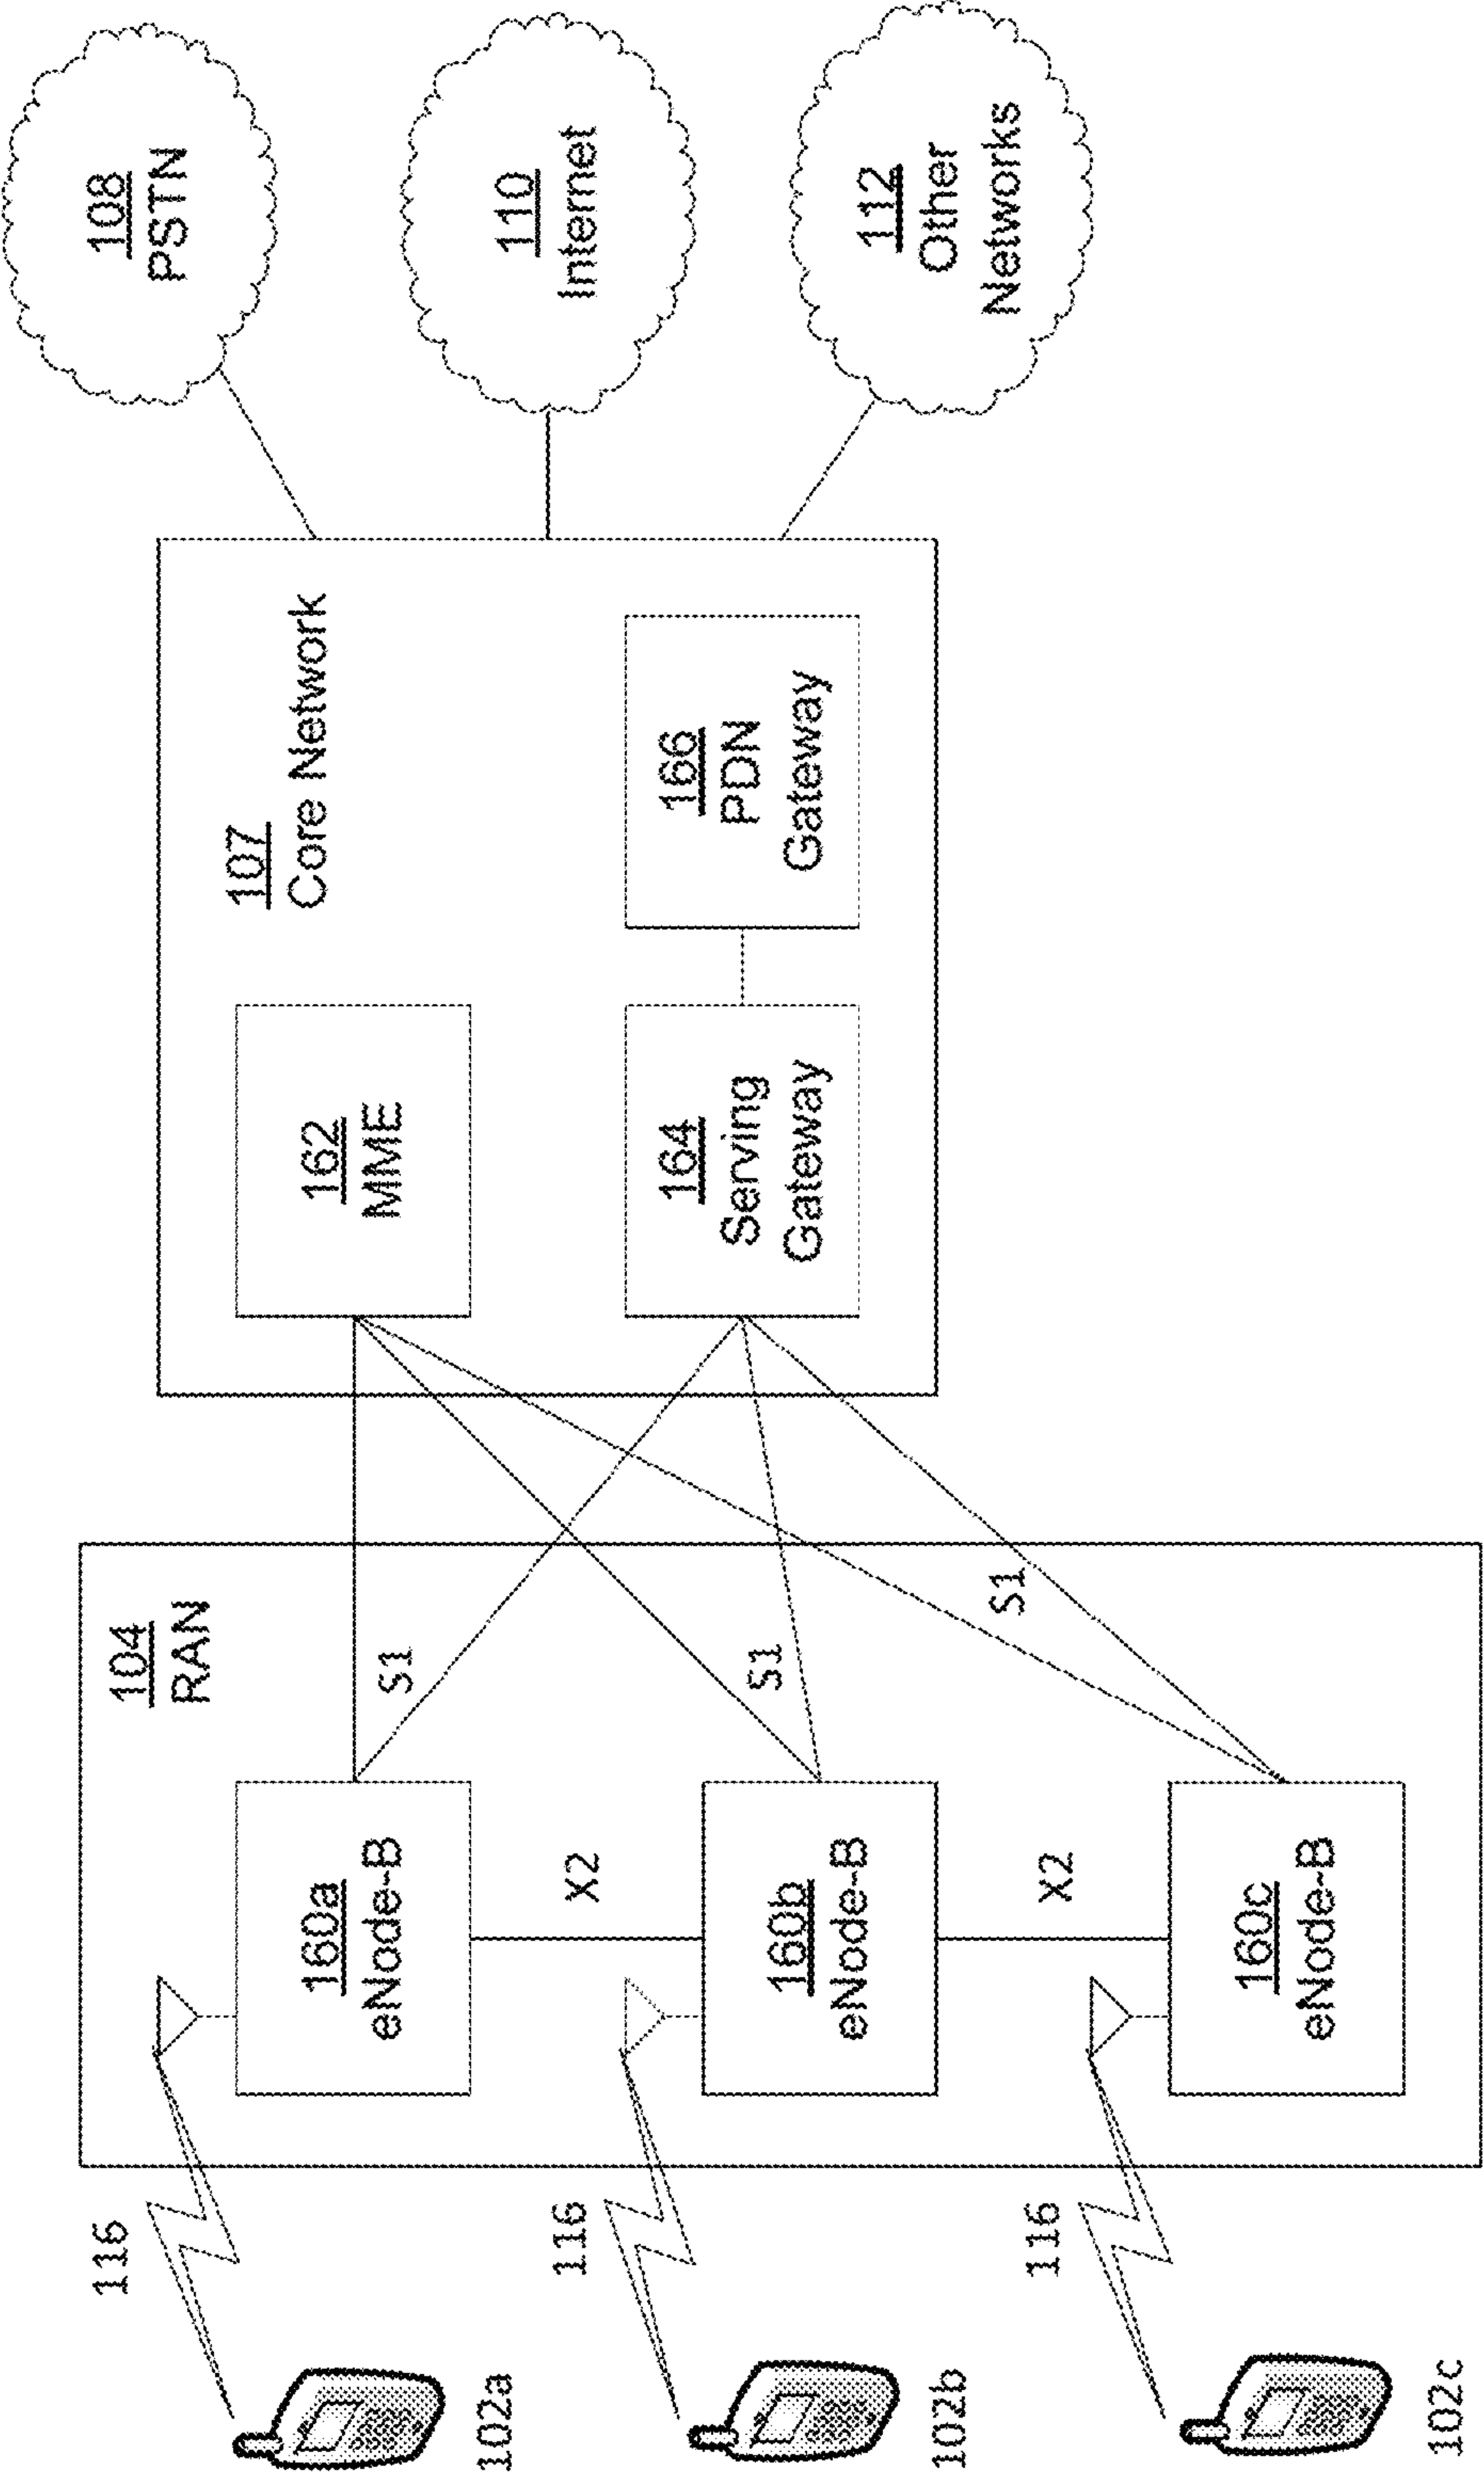 116
102a
104
RAN
160a
eNode-B
S1
162
MME
107
Core Network
108
PSTN
X2
116
102b
160b
eNode-B
S1
164
Serving
Gateway
166
PDN
Gateway
110
Internet
X2
116
102c
160c
eNode-B
S1
112
Other
Networks